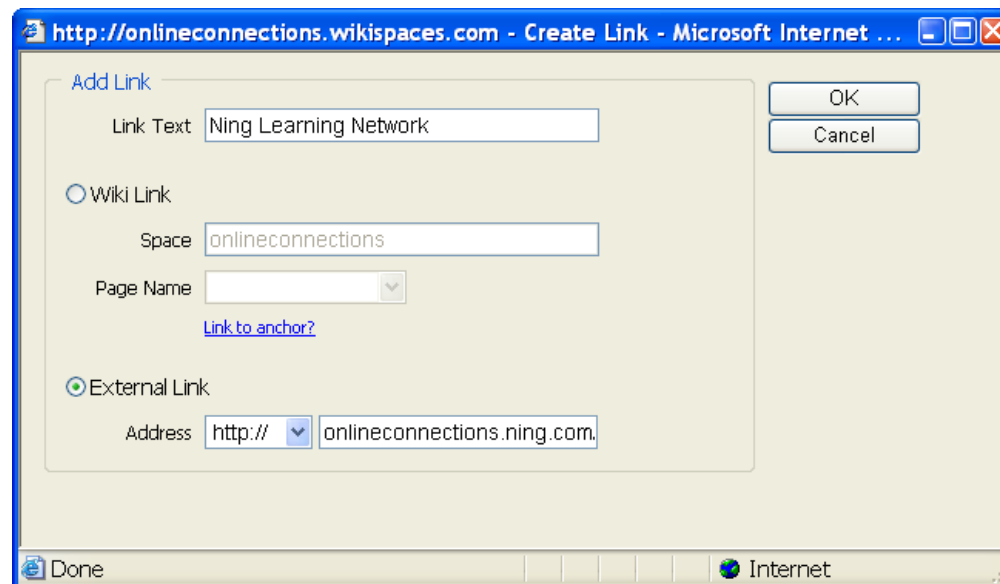 http://onlineconnections.wikispaces.com - Create Link - Microsoft Internet ...
Add Link
OK
Link Text Ning Learning Network
Cancel
Wiki Link
Space onlineconnections
Page Name
Link to anchor?
External Link
Address http:// onlineconnections.ning.com
Done Internet